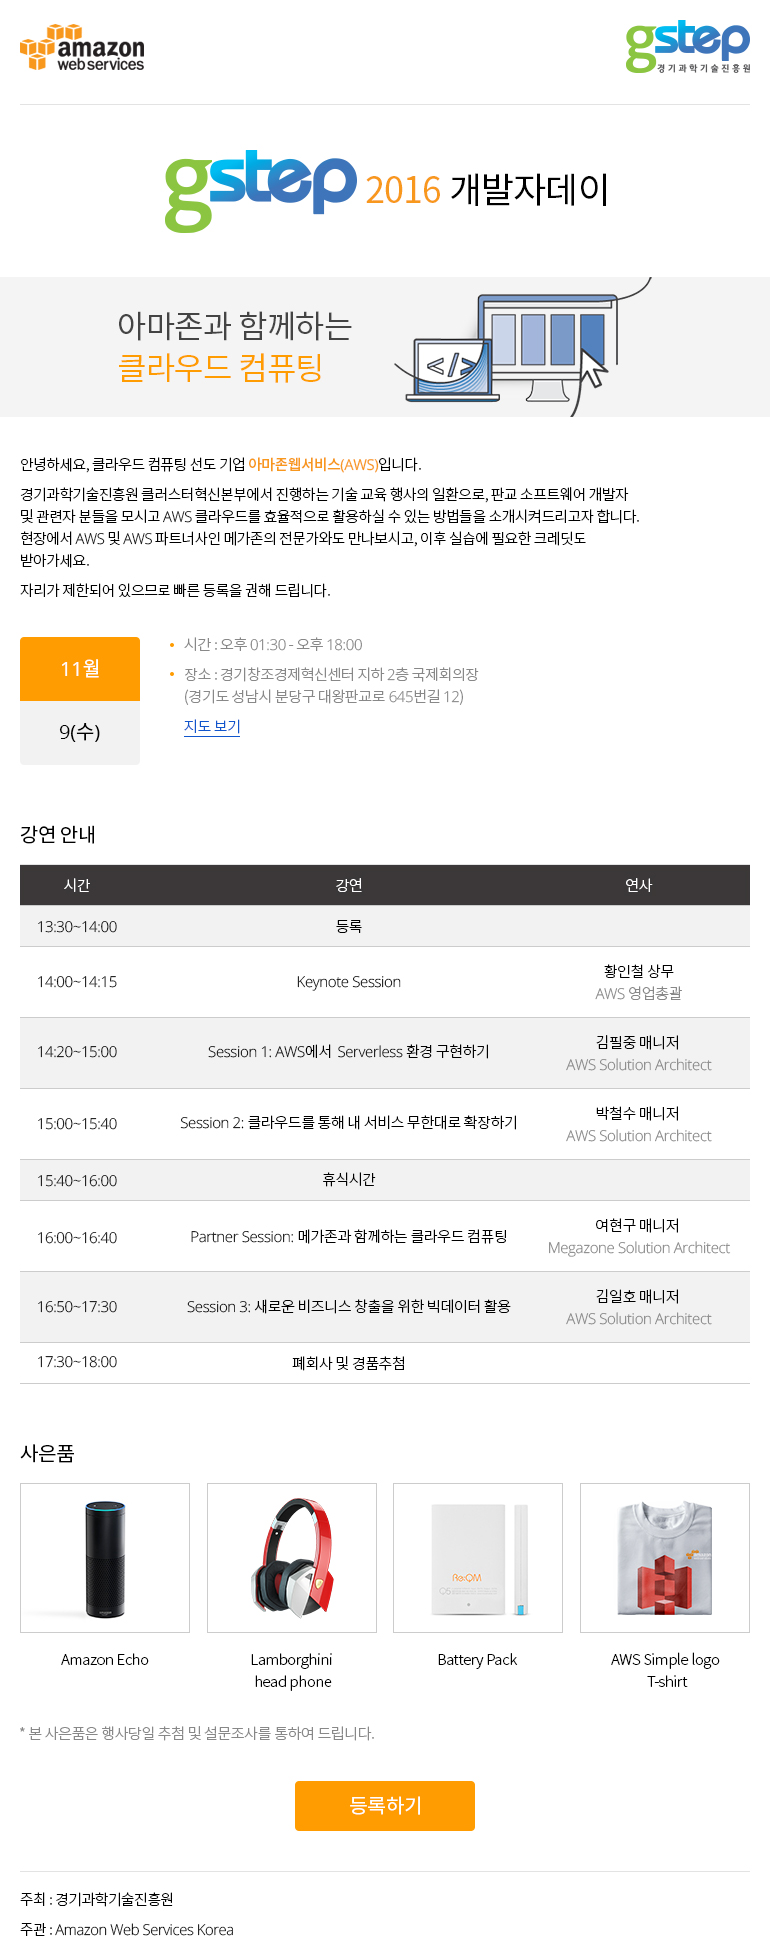 amazon
web services
gstep
경기과학기술진흥원
gstep 2016 개발자데이
아마존과 함께하는
클라우드 컴퓨팅
</>
안녕하세요, 클라우드 컴퓨팅 선도 기업 아마존웹서비스(AWS)입니다.
경기과학기술진흥원 클러스터혁신본부에서 진행하는 기술 교육 행사의 일환으로, 판교 소프트웨어 개발자
및 관련자 분들을 모시고 AWS 클라우드를 효율적으로 활용하실 수 있는 방법들을 소개시켜드리고자 합니다.
현장에서 AWS 및 AWS 파트너사인 메가존의 전문가와도 만나보시고, 이후 실습에 필요한 크레딧도
받아가세요.
자리가 제한되어 있으므로 빠른 등록을 권해 드립니다.
11월
9(수)
• 시간 : 오후 01:30 - 오후 18:00
• 장소 : 경기창조경제혁신센터 지하 2층 국제회의장
(경기도 성남시 분당구 대왕판교로 645번길 12)
지도 보기
강연 안내
시간 강연 연사
13:30~14:00 등록
14:00~14:15 Keynote Session 황인철 상무
AWS 영업총괄
14:20~15:00 Session 1: AWS에서 Serverless 환경 구현하기 김필중 매니저
AWS Solution Architect
15:00~15:40 Session 2: 클라우드를 통해 내 서비스 무한대로 확장하기 박철수 매니저
AWS Solution Architect
15:40~16:00 휴식시간
16:00~16:40 Partner Session: 메가존과 함께하는 클라우드 컴퓨팅 여현구 매니저
Megazone Solution Architect
16:50~17:30 Session 3: 새로운 비즈니스 창출을 위한 빅데이터 활용 김일호 매니저
AWS Solution Architect
17:30~18:00 폐회사 및 경품추첨
사은품
Re:QM
amazon
Amazon Echo
Lamborghini
head phone
Battery Pack
AWS Simple logo
T-shirt
* 본 사은품은 행사당일 추첨 및 설문조사를 통하여 드립니다.
등록하기
주최 : 경기과학기술진흥원
주관 : Amazon Web Services Korea